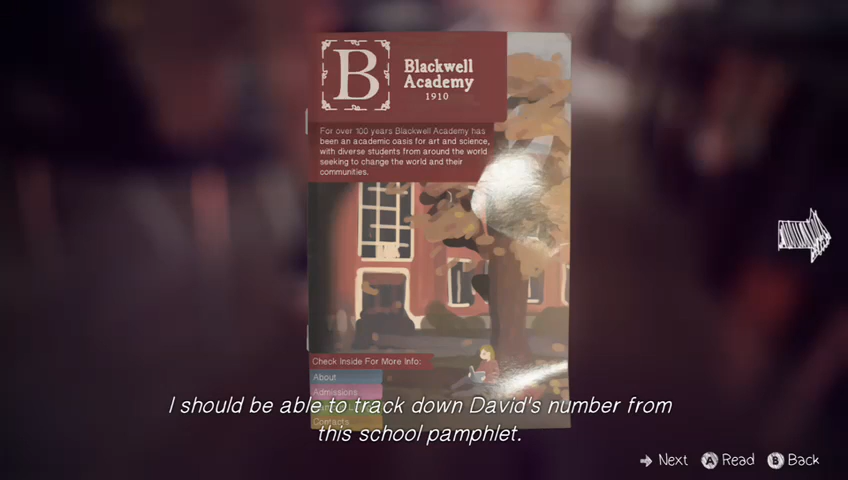 B
Blackwell
Academy
1910
For over 100 years Blackwell Academy has
been an academic oasis for art and science,
with diverse students from around the world
seeking to change the world and their
communities.
Check Inside For More Info:
About
Admissions
Contacts
I should be able to track down David's number from
this school pamphlet.
Next
A Read
B Back